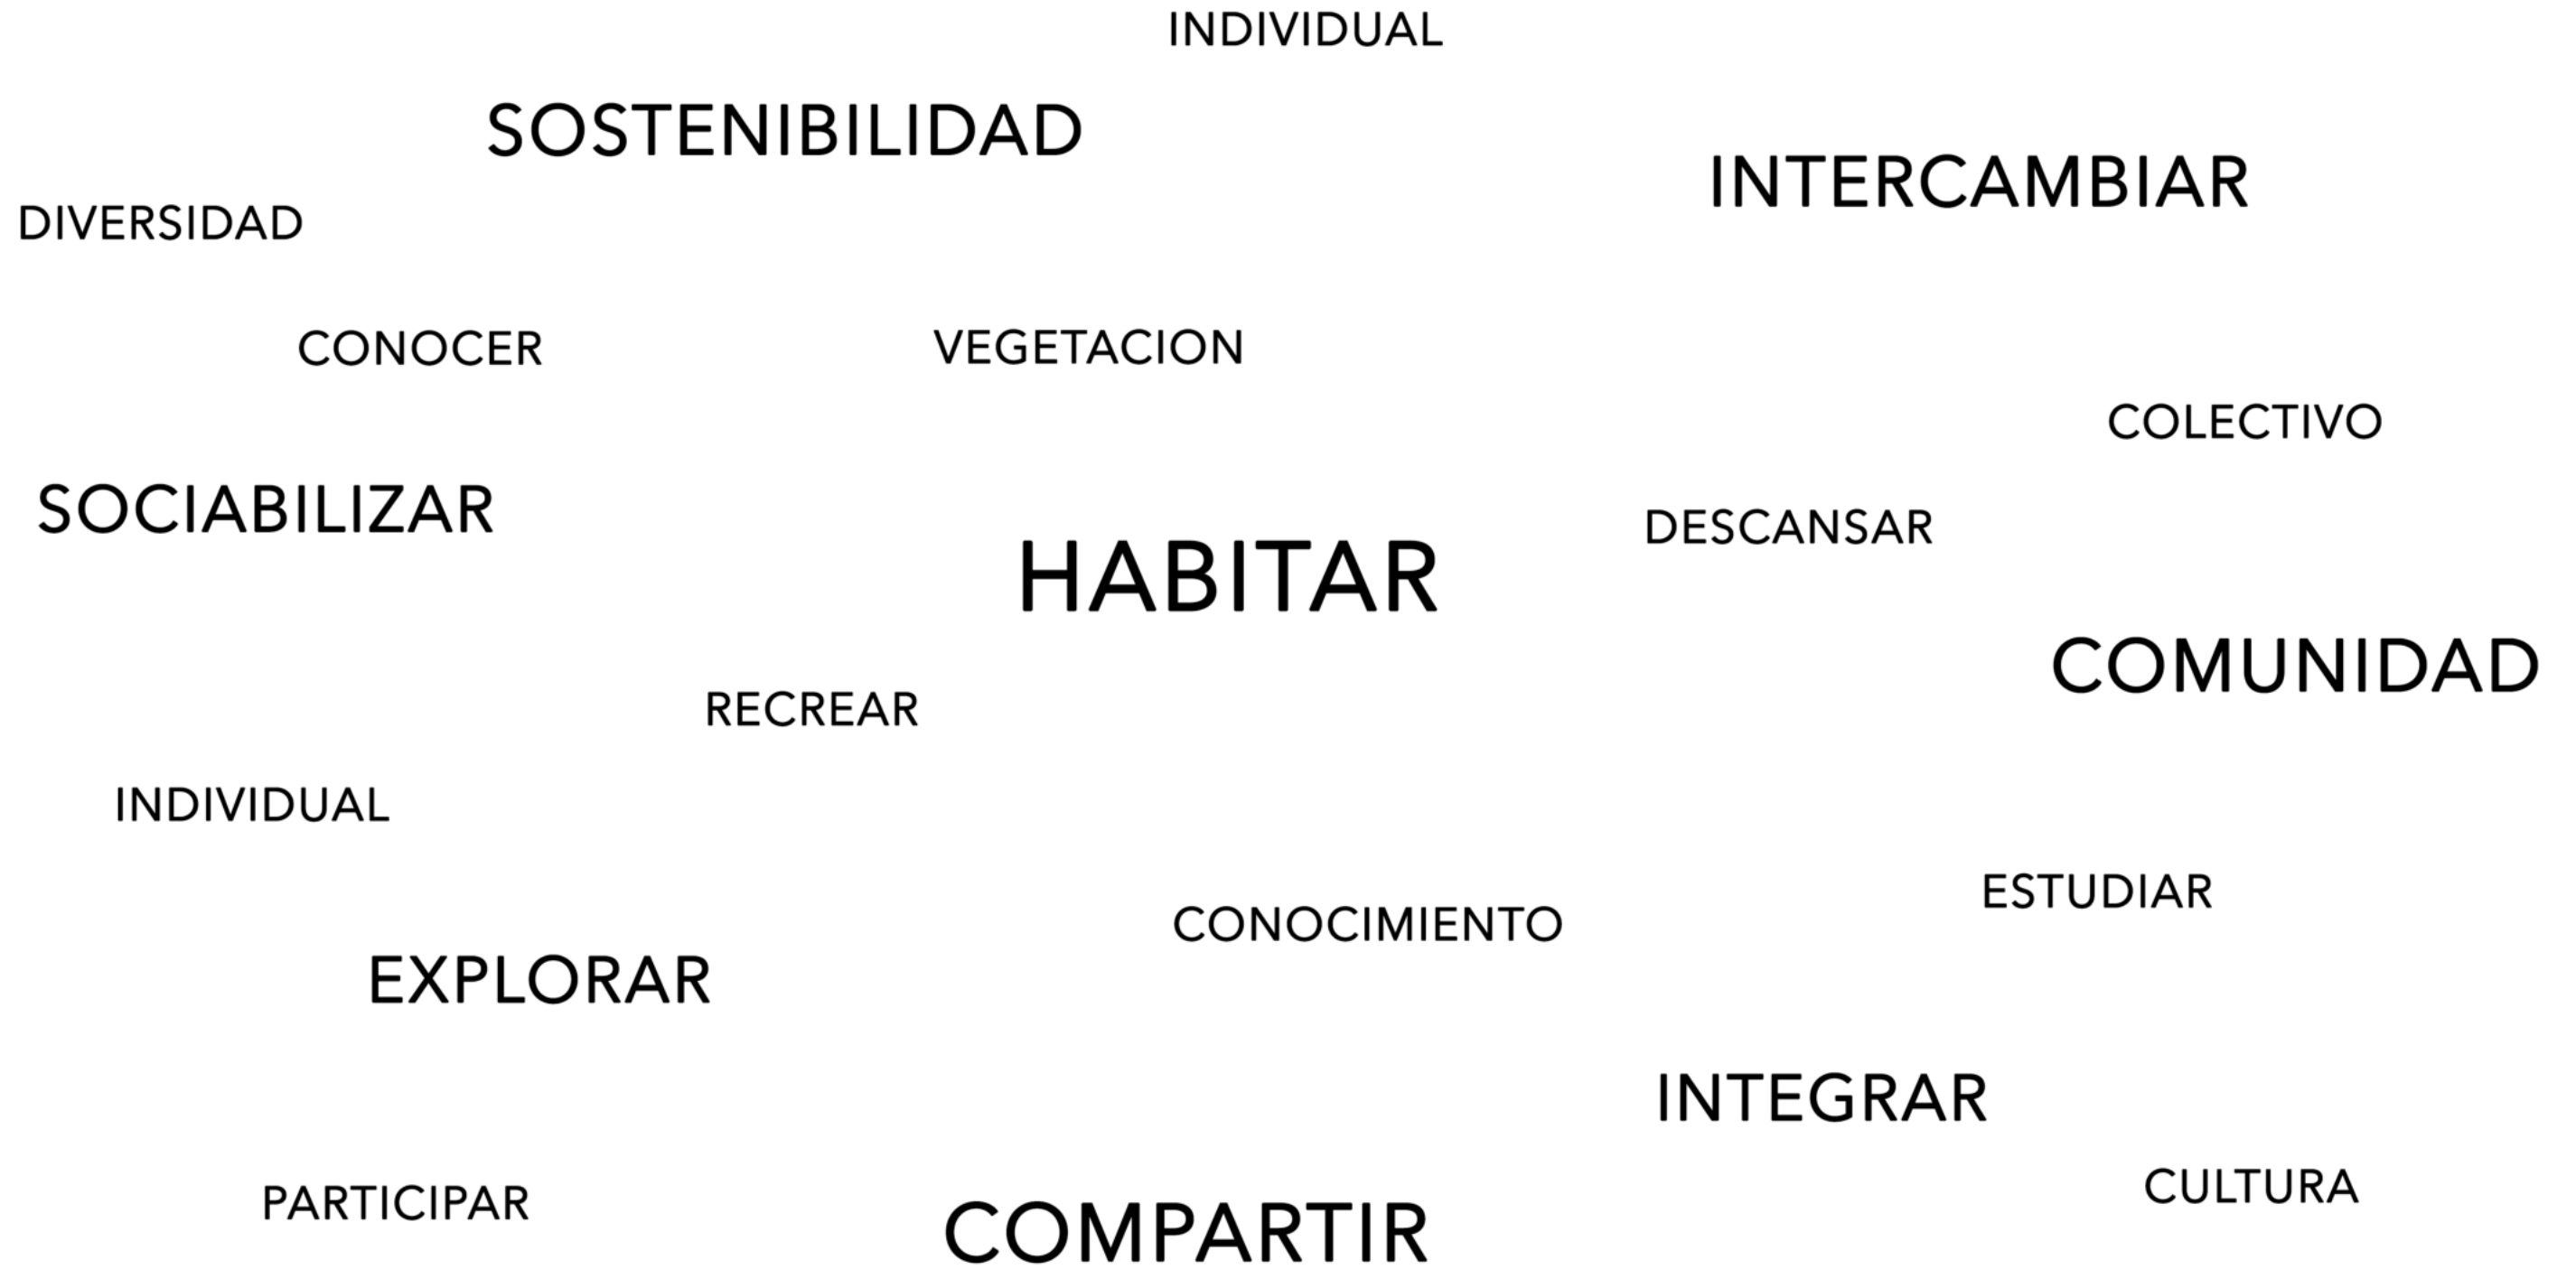 INDIVIDUAL
SOSTENIBILIDAD
INTERCAMBIAR
DIVERSIDAD
CONOCER
VEGETACION
COLECTIVO
SOCIABILIZAR
DESCANSAR
HABITAR
COMUNIDAD
RECREAR
INDIVIDUAL
ESTUDIAR
CONOCIMIENTO
EXPLORAR
INTEGRAR
CULTURA
PARTICIPAR
COMPARTIR